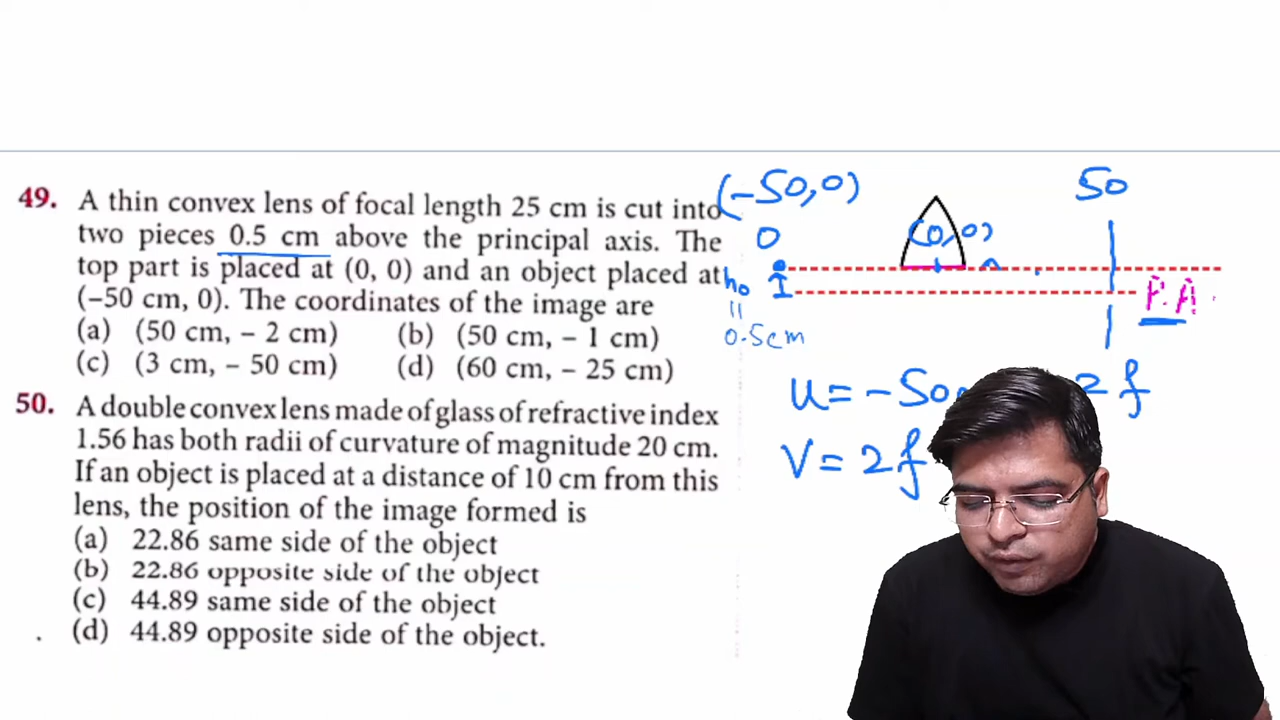 49. A thin convex lens of focal length 25 cm is cut into
two pieces 0.5 cm above the principal axis. The
top part is placed at (0, 0) and an object placed at
(–50 cm, 0). The coordinates of the image are
(a) (50 cm, – 2 cm) (b) (50 cm, – 1 cm)
(c) (3 cm, – 50 cm) (d) (60 cm, – 25 cm)
50. A double convex lens made of glass of refractive index
1.56 has both radii of curvature of magnitude 20 cm.
If an object is placed at a distance of 10 cm from this
lens, the position of the image formed is
(a) 22.86 same side of the object
(b) 22.86 opposite side of the object
(c) 44.89 same side of the object
(d) 44.89 opposite side of the object.
(-50,0)
50
O
(0,0)
h₀
I
P.A.
=
0.5cm
u = -50
2f
V = 2f